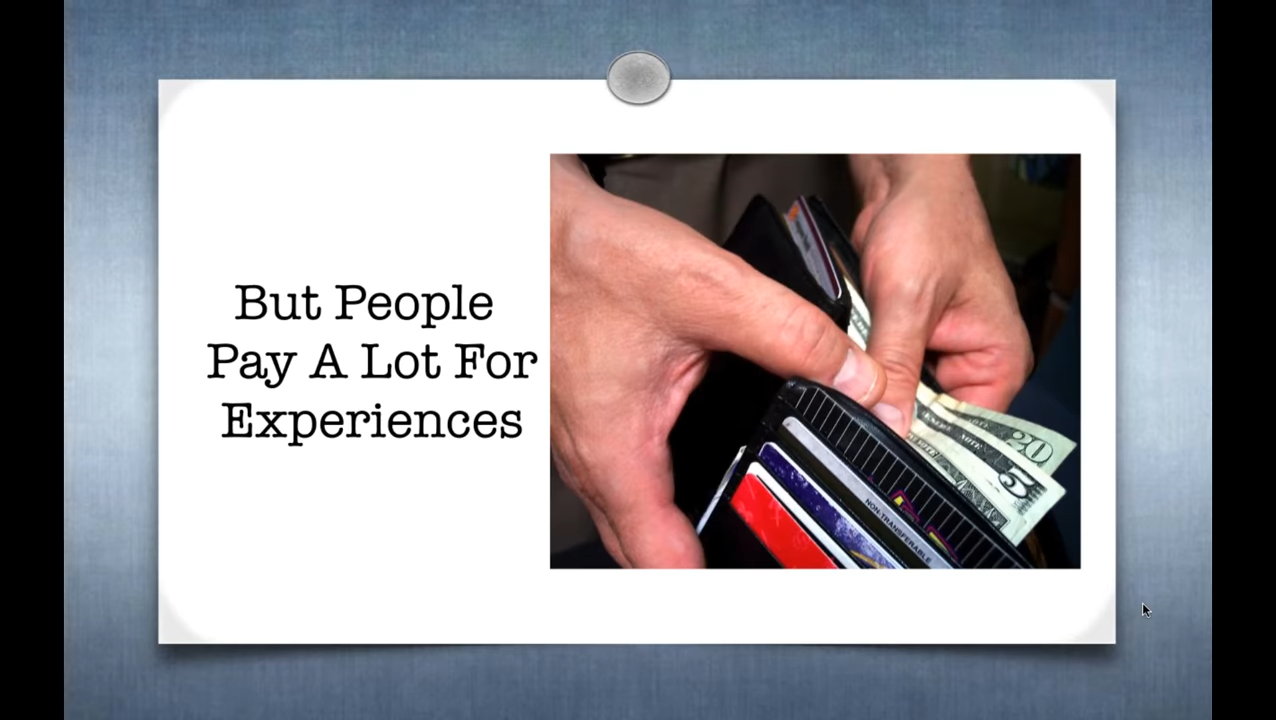 But People
Pay A Lot For
Experiences
20
5
NON-TRANSFERABLE